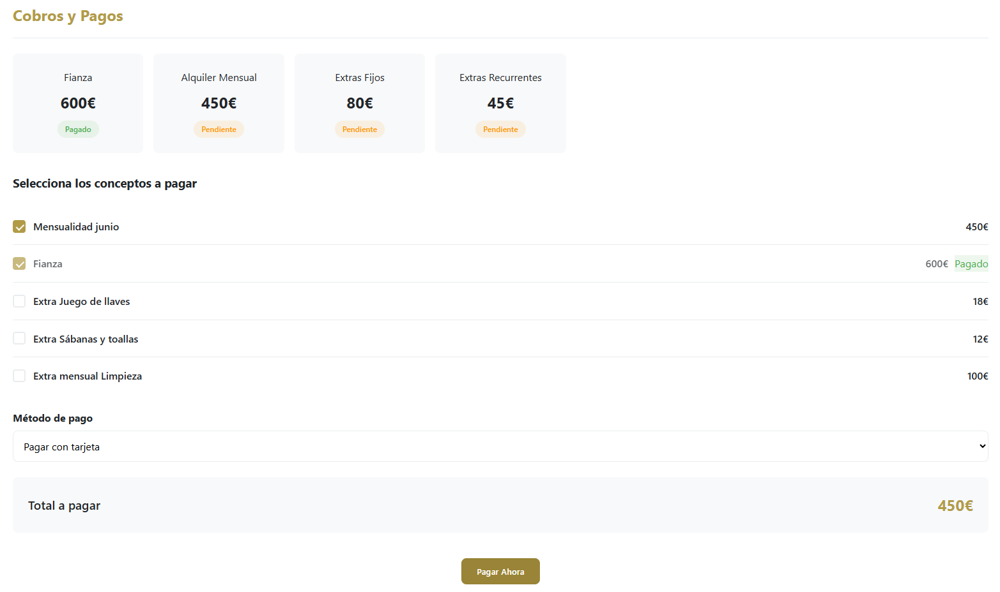 Cobros y Pagos
Fianza
600€
Pagado
Alquiler Mensual
450€
Pendiente
Extras Fijos
80€
Pendiente
Extras Recurrentes
45€
Pendiente
Selecciona los conceptos a pagar
Mensualidad junio 450€
Fianza 600€ Pagado
Extra Juego de llaves 18€
Extra Sábanas y toallas 12€
Extra mensual Limpieza 100€
Método de pago
Pagar con tarjeta
Total a pagar 450€
Pagar Ahora